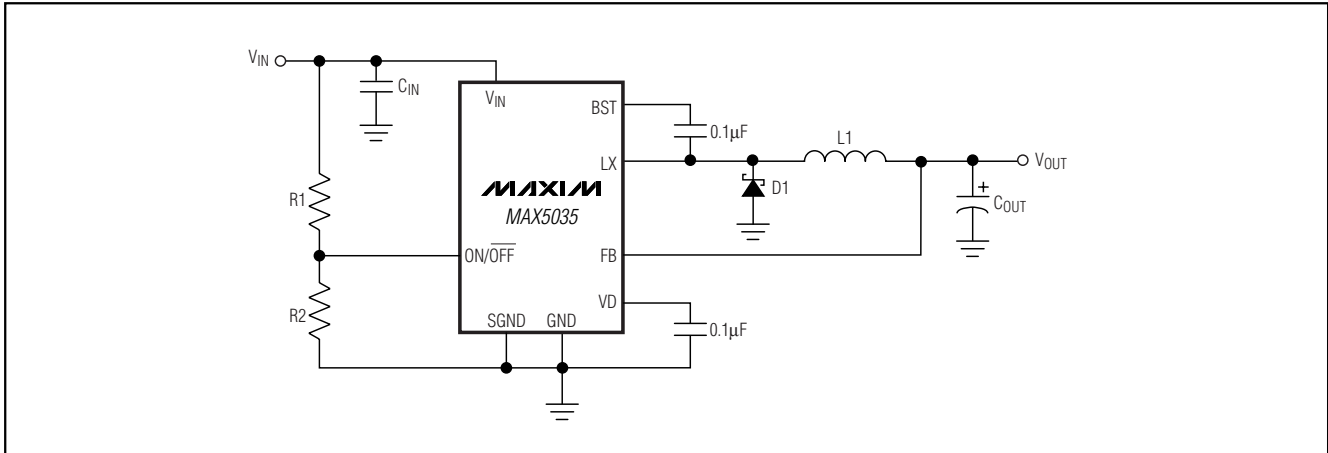 VIN
CIN
VIN
BST
0.1µF
L1
LX
VOUT
R1
MAXIM
D1
MAX5035
COUT
+
ON/OFF
FB
R2
VD
SGND GND
0.1µF